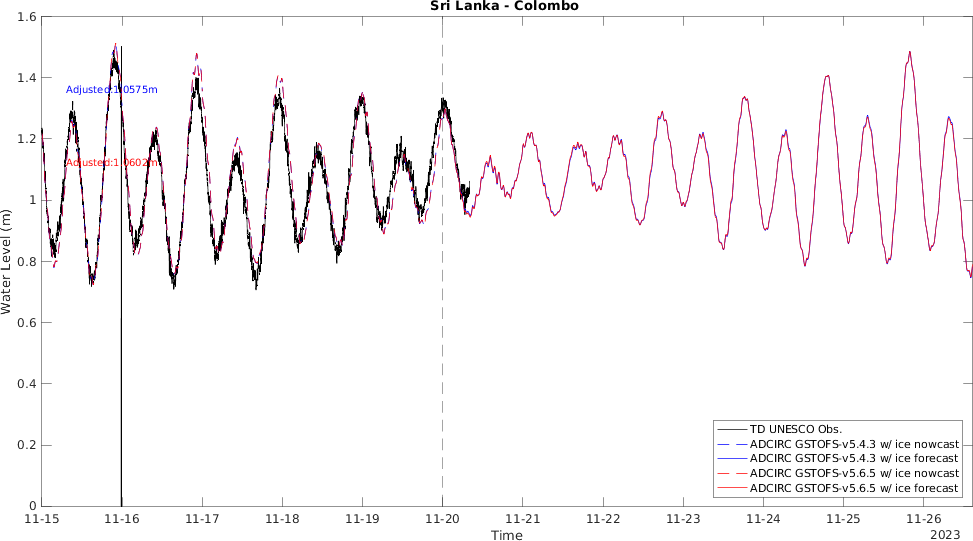 Sri Lanka - Colombo
1.6
1.4
1.2
1
0.8
0.6
0.4
0.2
0
Water Level (m)
Adjusted:1.0575m
Adjusted:1.0602m
11-15 11-16 11-17 11-18 11-19 11-20 11-21 11-22 11-23 11-24 11-25 11-26
2023
Time
TD UNESCO Obs.
ADCIRC GSTOFS-v5.4.3 w/ ice nowcast
ADCIRC GSTOFS-v5.4.3 w/ ice forecast
ADCIRC GSTOFS-v5.6.5 w/ ice nowcast
ADCIRC GSTOFS-v5.6.5 w/ ice forecast